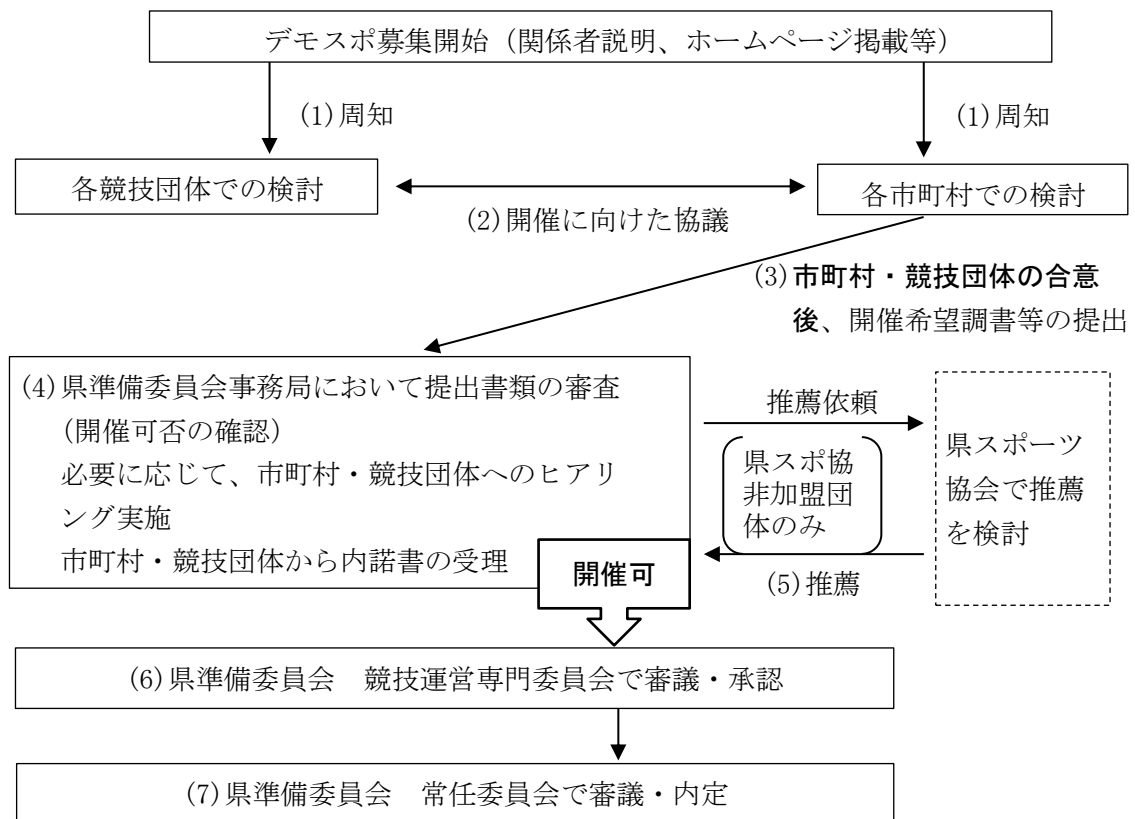 デモスポ募集開始（関係者説明、ホームページ掲載等）
(1)周知
(1)周知
各競技団体での検討
各市町村での検討
(2)開催に向けた協議
(3)市町村・競技団体の合意
後、開催希望調書等の提出
(4)県準備委員会事務局において提出書類の審査
(開催可否の確認)
必要に応じて、市町村・競技団体へのヒアリ
ング実施
市町村・競技団体から内諾書の受理
開催可
推薦依頼
県スポ協
非加盟団
体のみ
(5)推薦
県スポーツ
協会で推薦
を検討
(6)県準備委員会　競技運営専門委員会で審議・承認
(7)県準備委員会　常任委員会で審議・内定